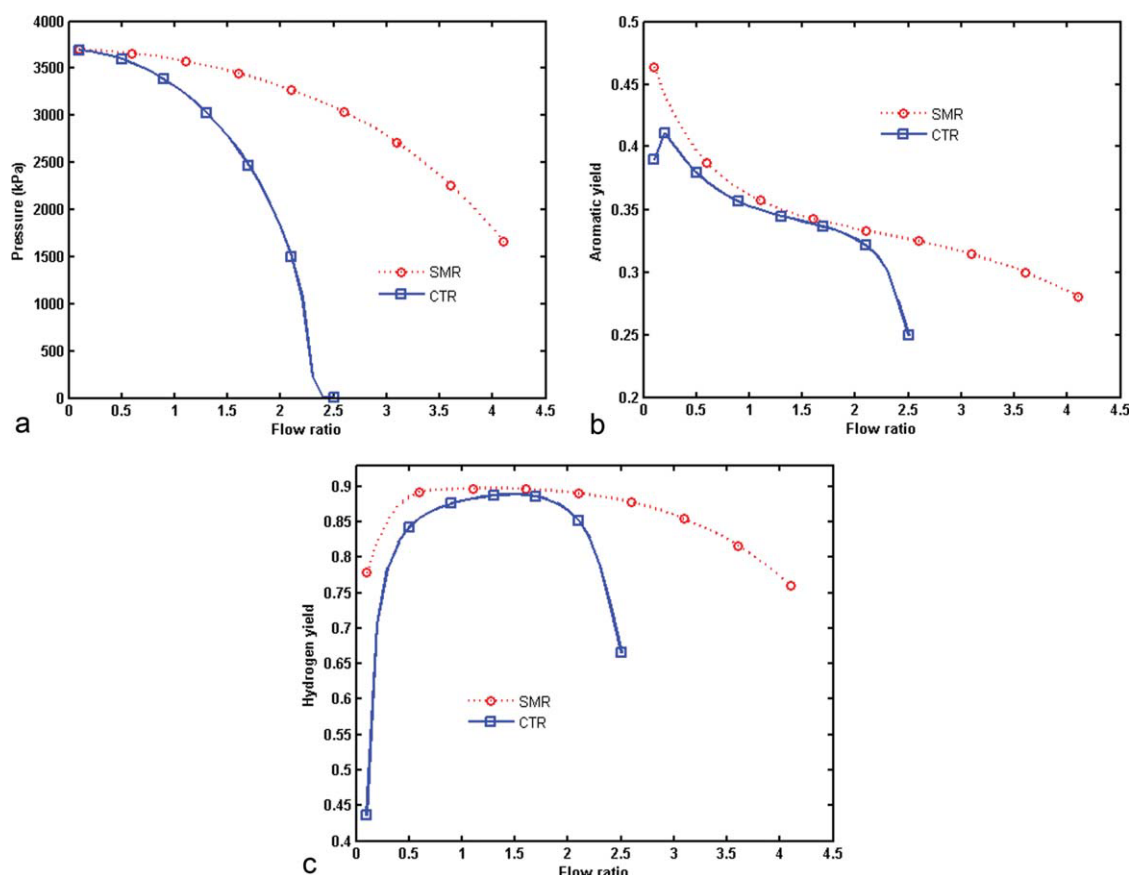 4000
3500
3000
2500
2000
1500
1000
500
0
Pressure (kPa)
SMR
CTR
0 0.5 1 1.5 2 2.5 3 3.5 4 4.5
Flow ratio
a
0.5
0.45
0.4
0.35
0.3
0.25
0.2
Aromatic yield
SMR
CTR
0 0.5 1 1.5 2 2.5 3 3.5 4 4.5
Flow ratio
b
0.9
0.85
0.8
0.75
0.7
0.65
0.6
0.55
0.5
0.45
0.4
Hydrogen yield
SMR
CTR
0 0.5 1 1.5 2 2.5 3 3.5 4 4.5
Flow ratio
c